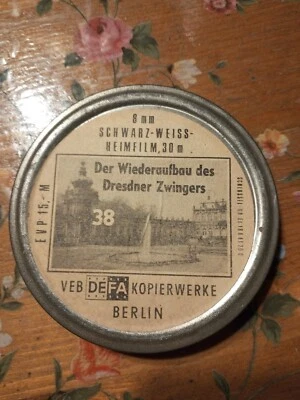 8 mm
SCHWARZ-WEISS-
HEIMFILM, 30 m
Der Wiederaufbau des
Dresdner Zwingers
38
EVP 15,- M
VEB DEFA KOPIERWERKE
BERLIN